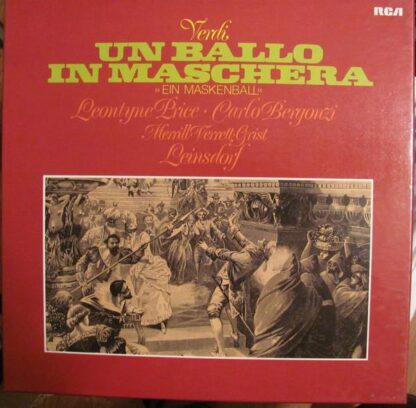 RCA
Verdi
UN BALLO
IN MASCHERA
»EIN MASKENBALL«
Leontyne Price · Carlo Bergonzi
Merrill·Verrett·Grist
Leinsdorf